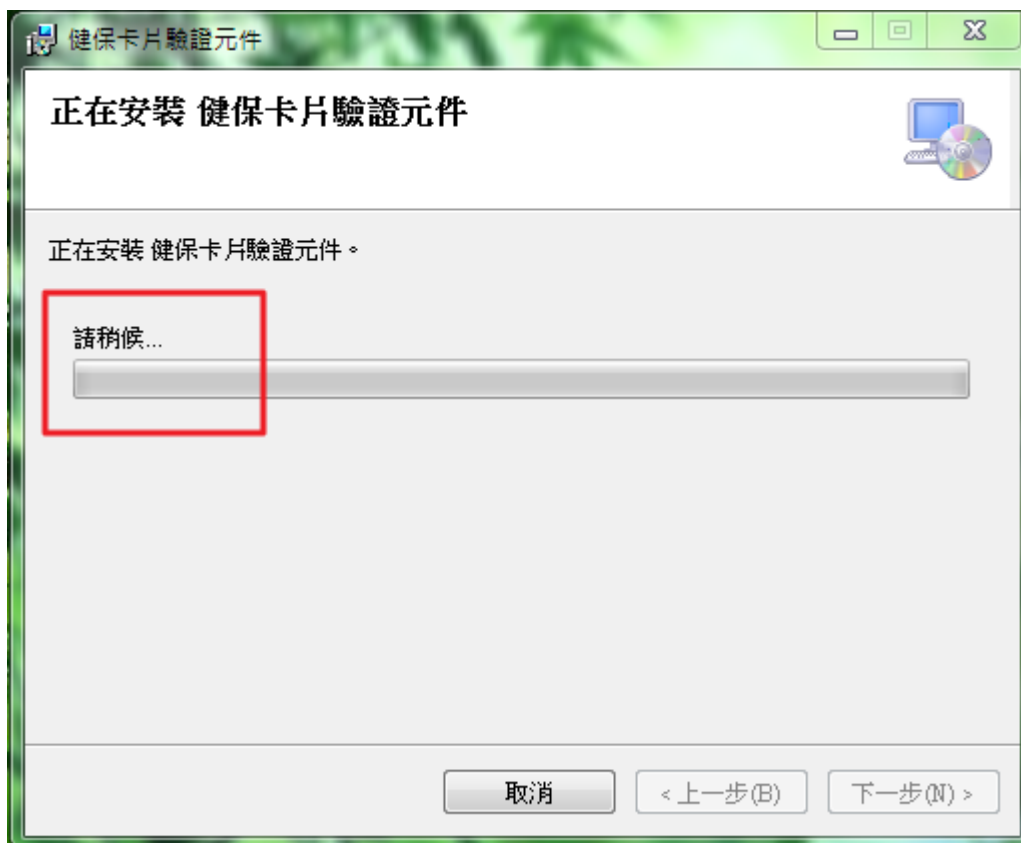 健保卡片驗證元件
正在安裝 健保卡片驗證元件
正在安裝 健保卡片驗證元件。
請稍候...
取消
<上一步(B)
下一步(N)>